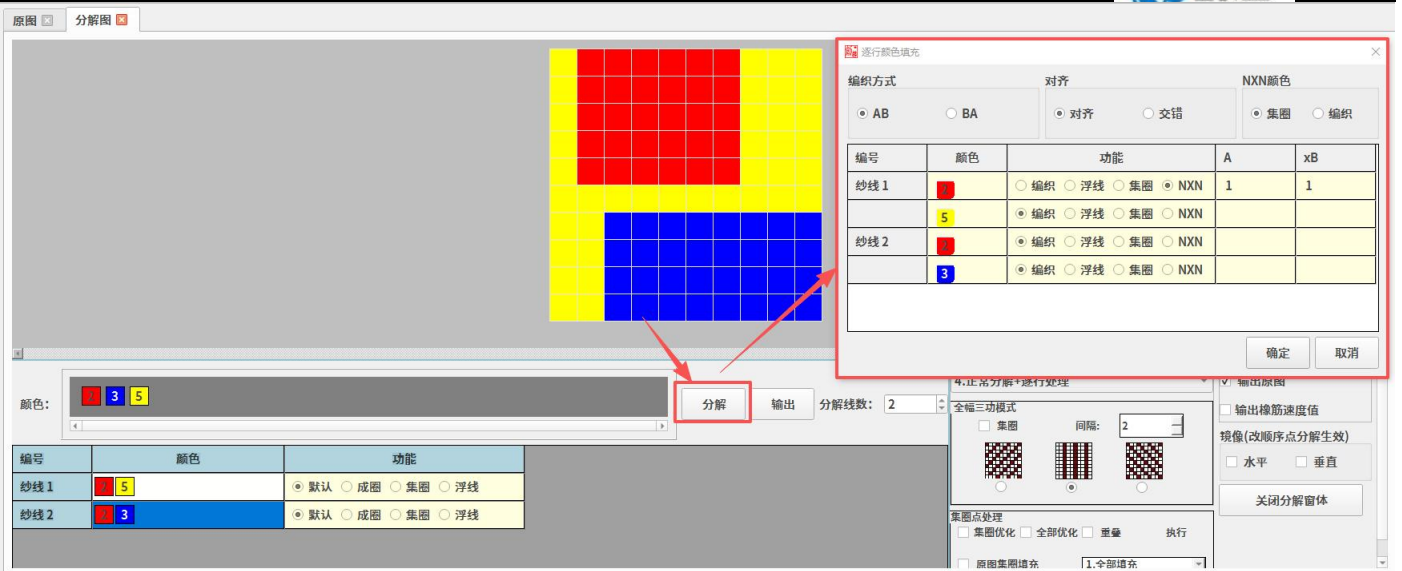 原图 分解图
逐行颜色填充
编织方式 对齐 NXN颜色
AB BA 对齐 交错 集圈 编织
编号 颜色 功能 A xB
纱线1 2 编织 浮线 集圈 NXN 1 1
5 编织 浮线 集圈 NXN
纱线2 2 编织 浮线 集圈 NXN
3 编织 浮线 集圈 NXN
确定 取消
颜色: 2 3 5 分解 输出 分解线数: 2
4.正常分解+逐行处理 输出原图
全幅三功模式
集圈 间隔: 2
输出橡筋速度值
镜像(改顺序点分解生效)
水平 垂直
关闭分解窗体
编号 颜色 功能
纱线1 2 5 默认 成圈 集圈 浮线
纱线2 2 3 默认 成圈 集圈 浮线
集圈点处理
集圈优化 全部优化 重叠 执行
原图集圈填充 1.全部填充